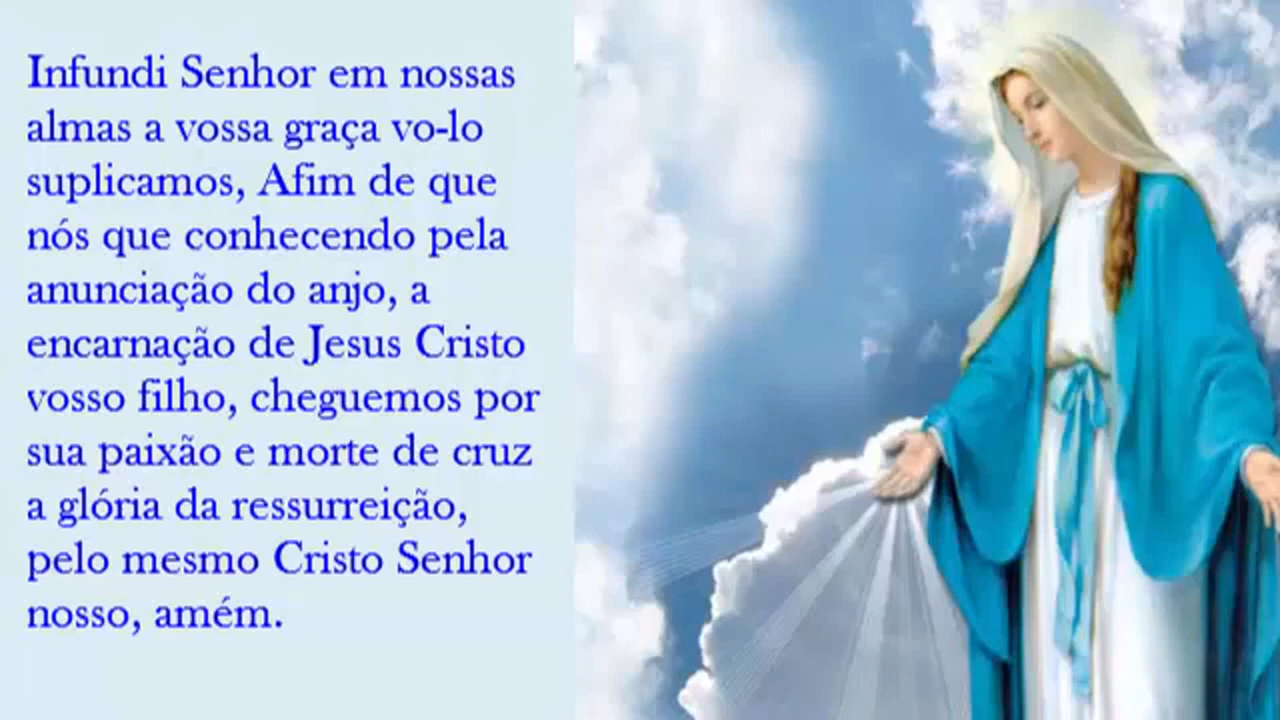 Infundi Senhor em nossas
almas a vossa graça vo-lo
suplicamos, Afim de que
nós que conhecendo pela
anunciação do anjo, a
encarnação de Jesus Cristo
vosso filho, cheguemos por
sua paixão e morte de cruz
a glória da ressurreição,
pelo mesmo Cristo Senhor
nosso, amém.